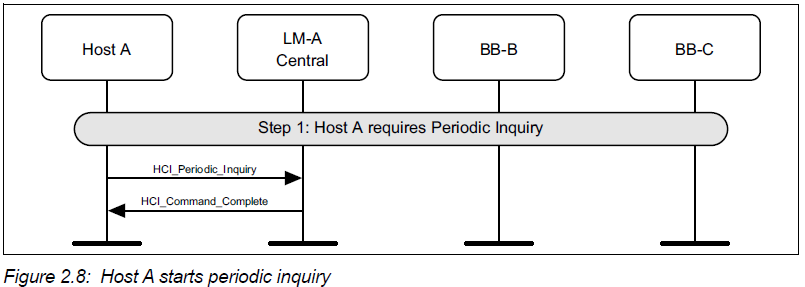 Host A
LM-A
Central
BB-B
BB-C
Step 1: Host A requires Periodic Inquiry
HCI_Periodic_Inquiry
HCI_Command_Complete
Figure 2.8: Host A starts periodic inquiry